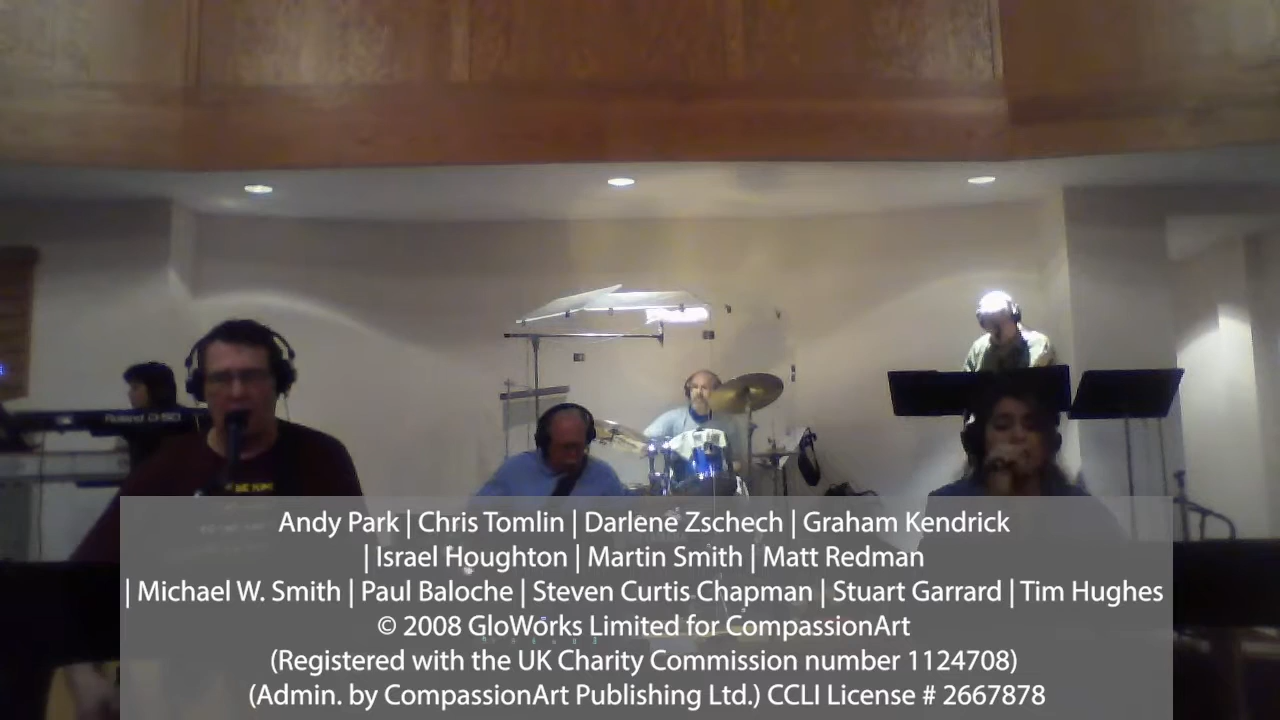 Roland D-50
Andy Park | Chris Tomlin | Darlene Zschech | Graham Kendrick
| Israel Houghton | Martin Smith | Matt Redman
| Michael W. Smith | Paul Baloche | Steven Curtis Chapman | Stuart Garrard | Tim Hughes
© 2008 GloWorks Limited for CompassionArt
(Registered with the UK Charity Commission number 1124708)
(Admin. by CompassionArt Publishing Ltd.) CCLI License # 2667878